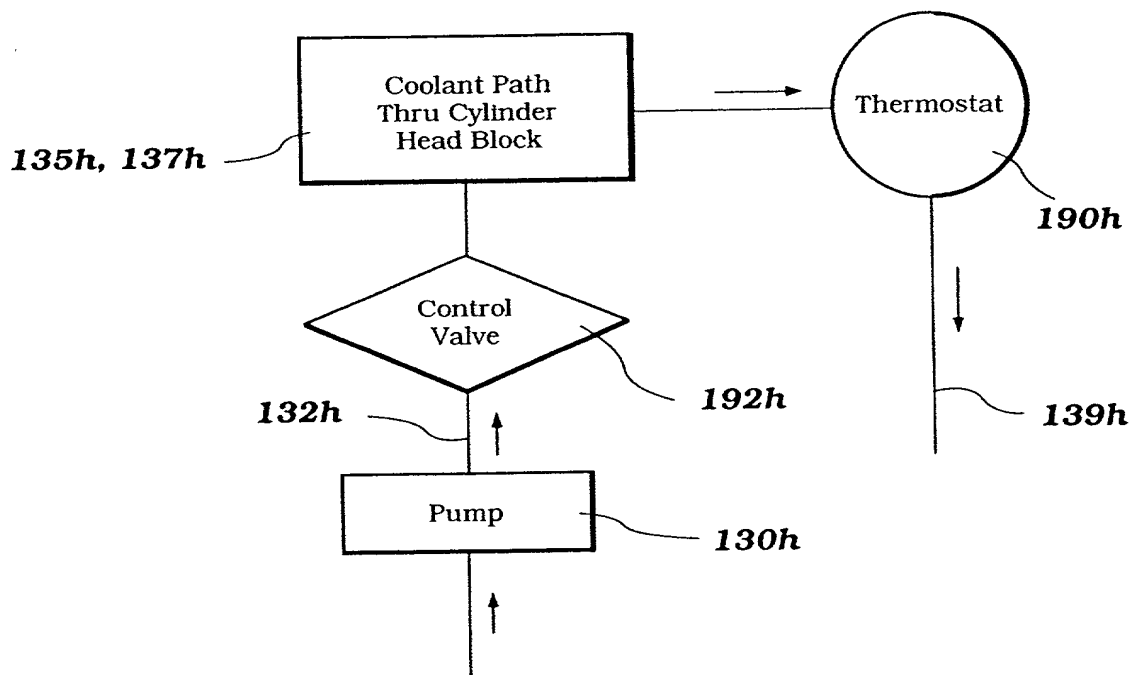 Coolant Path
Thru Cylinder
Head Block
Thermostat
135h, 137h
190h
Control
Valve
192h
132h
139h
Pump
130h